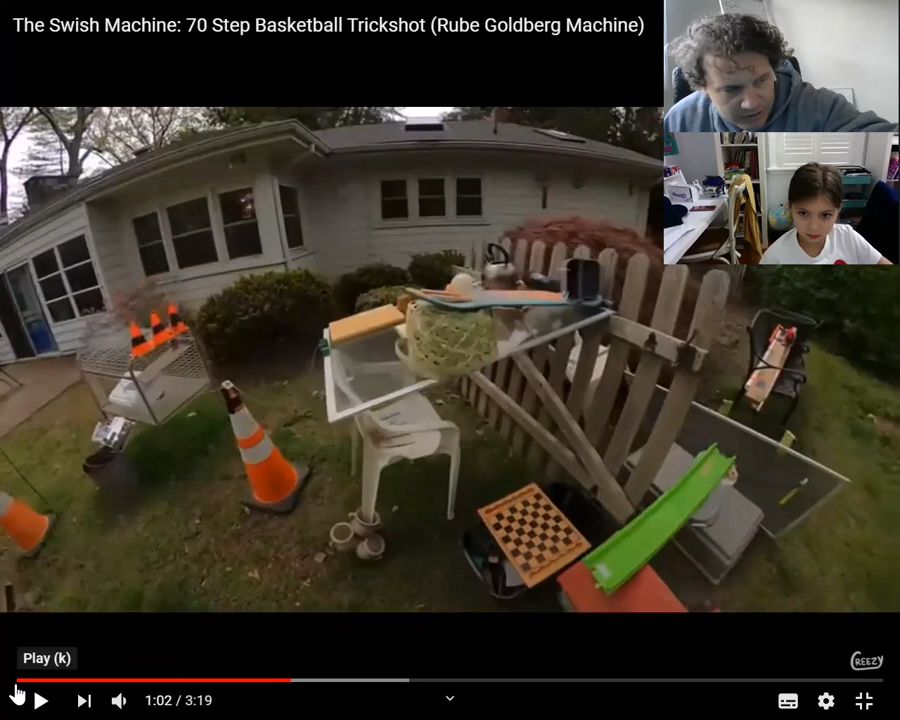 The Swish Machine: 70 Step Basketball Trickshot (Rube Goldberg Machine)
Play (k)
CREEZY
1:02 / 3:19